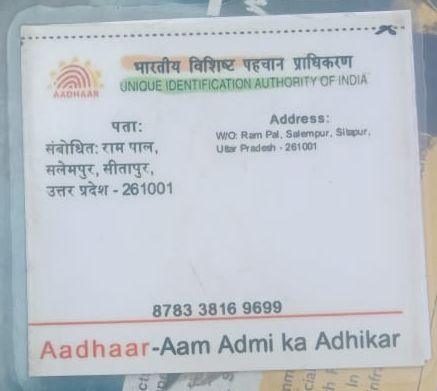 भारतीय विशिष्ट पहचान प्राधिकरण
UNIQUE IDENTIFICATION AUTHORITY OF INDIA
AADHAAR
पता:
संबोधित: राम पाल,
सलेमपुर, सीतापुर,
उत्तर प्रदेश - 261001
Address:
W/O: Ram Pal, Salempur, Sitapur,
Uttar Pradesh - 261001
8783 3816 9699
Aadhaar-Aam Admi ka Adhikar